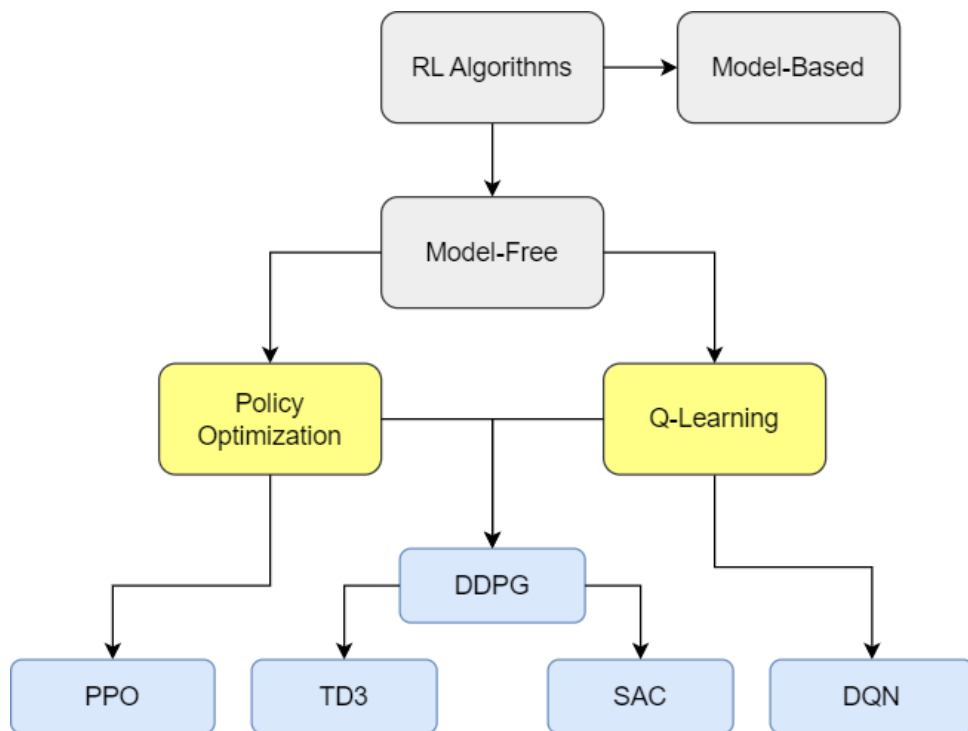 RL Algorithms
Model-Based
Model-Free
Policy
Optimization
Q-Learning
DDPG
PPO
TD3
SAC
DQN